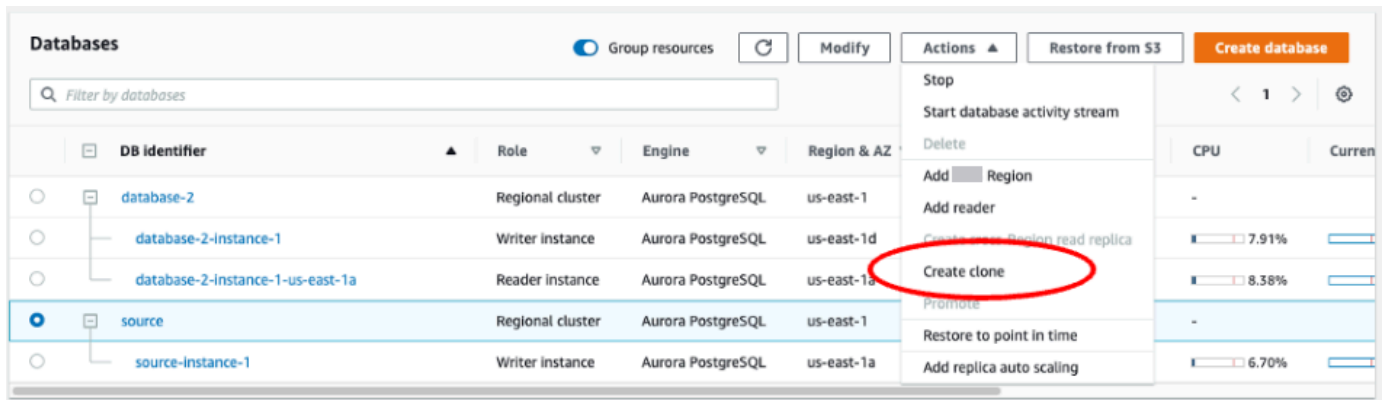 Databases
Group resources
Modify
Actions
Restore from S3
Create database
Filter by databases
1
Stop
Start database activity stream
Delete
Add Region
Add reader
Create cross-Region read replica
Create clone
Promote
Restore to point in time
Add replica auto scaling
DB identifier Role Engine Region & AZ CPU Curren
database-2 Regional cluster Aurora PostgreSQL us-east-1 -
database-2-instance-1 Writer instance Aurora PostgreSQL us-east-1d 7.91%
database-2-instance-1-us-east-1a Reader instance Aurora PostgreSQL us-east-1a 8.38%
source Regional cluster Aurora PostgreSQL us-east-1 -
source-instance-1 Writer instance Aurora PostgreSQL us-east-1a 6.70%